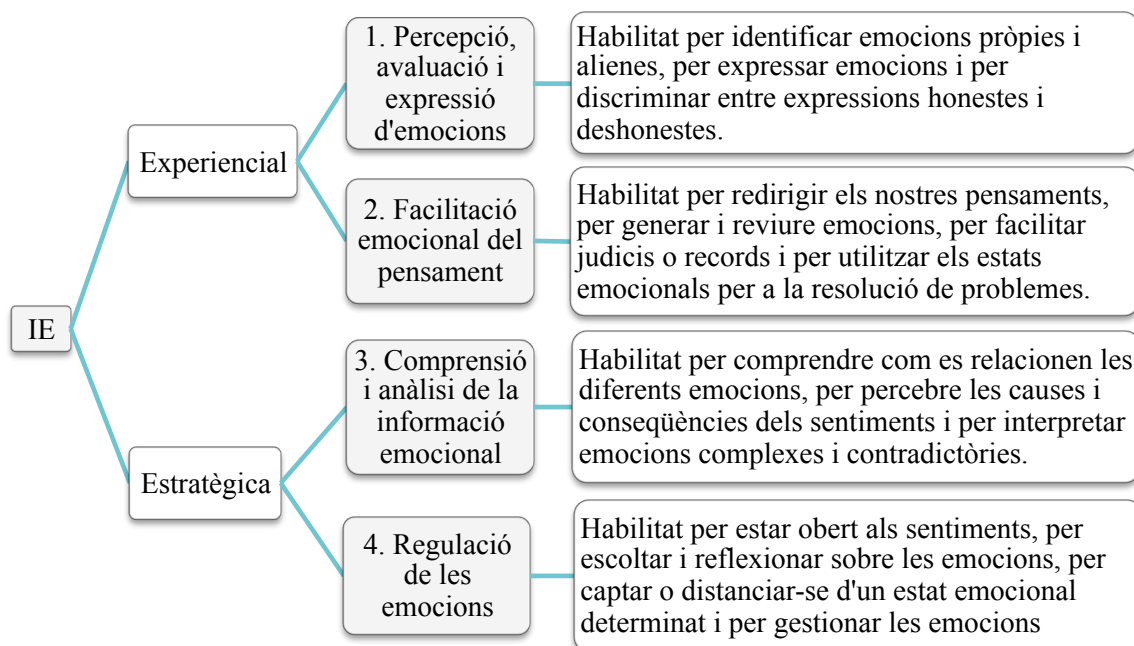 IE
Experiencial
1. Percepció,
avaluació i
expressió
d'emocions
Habilitat per identificar emocions pròpies i
alienes, per expressar emocions i per
discriminar entre expressions honestes i
deshonestes.
2. Facilitació
emocional del
pensament
Habilitat per redirigir els nostres pensaments,
per generar i reviure emocions, per facilitar
judicis o records i per utilitzar els estats
emocionals per a la resolució de problemes.
Estratègica
3. Comprensió
i anàlisi de la
informació
emocional
Habilitat per comprendre com es relacionen les
diferents emocions, per percebre les causes i
conseqüències dels sentiments i per interpretar
emocions complexes i contradictòries.
4. Regulació
de les
emocions
Habilitat per estar obert als sentiments, per
escoltar i reflexionar sobre les emocions, per
captar o distanciar-se d'un estat emocional
determinat i per gestionar les emocions